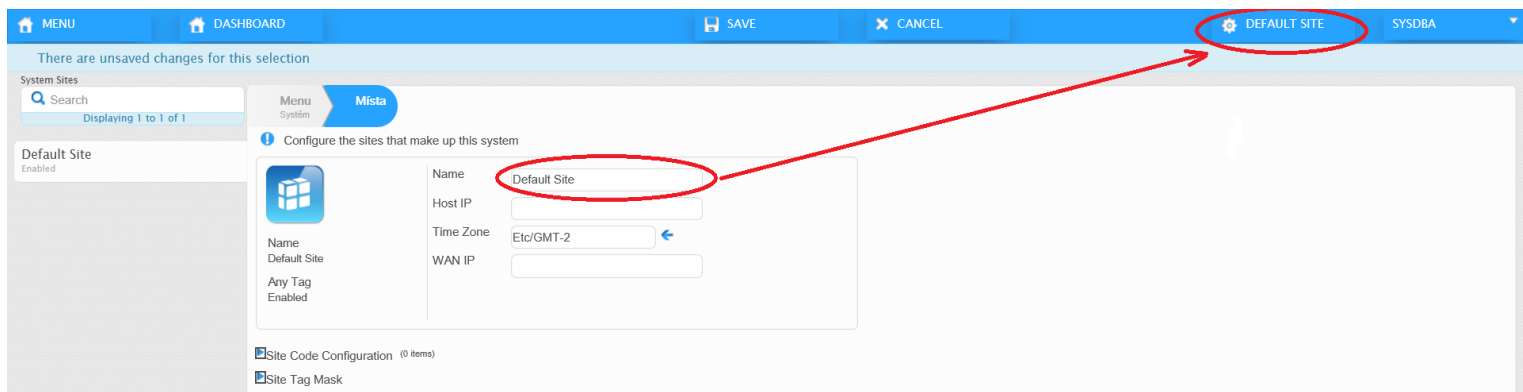 MENU DASHBOARD SAVE CANCEL DEFAULT SITE SYSDBA
There are unsaved changes for this selection
System Sites
Search
Displaying 1 to 1 of 1
Default Site
Enabled
Menu
Systém
Místa
Configure the sites that make up this system
Name
Default Site
Any Tag
Enabled
Name Default Site
Host IP
Time Zone Etc/GMT-2
WAN IP
Site Code Configuration (0 items)
Site Tag Mask